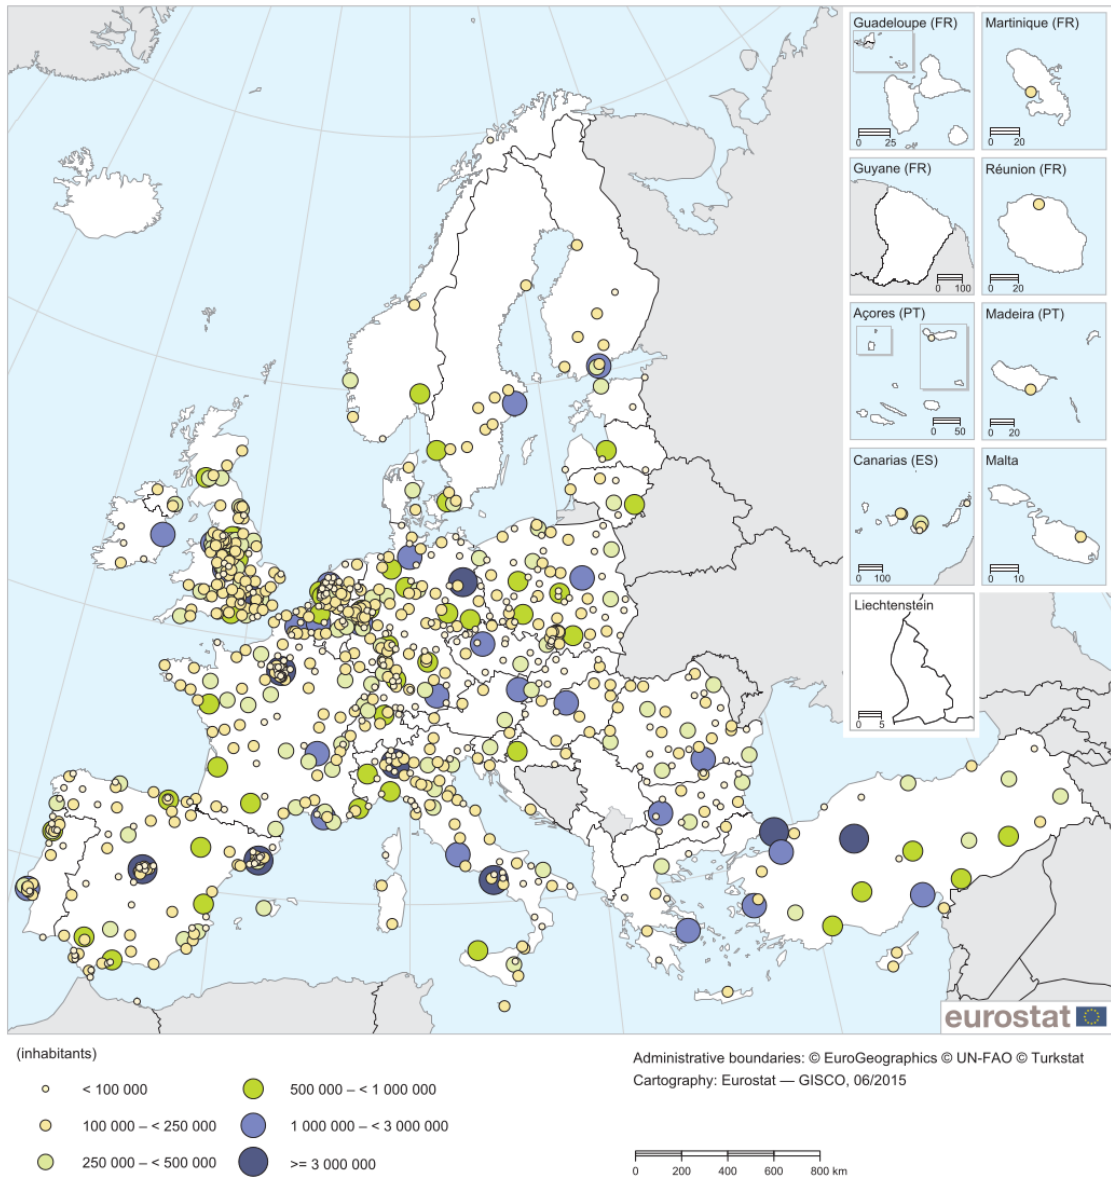 Guadeloupe (FR)
0 25
Martinique (FR)
0 20
Guyane (FR)
0 100
Réunion (FR)
0 20
Açores (PT)
0 50
Madeira (PT)
0 20
Canarias (ES)
0 100
Malta
0 10
Liechtenstein
0 5
eurostat
(inhabitants)
< 100 000
100 000 – < 250 000
250 000 – < 500 000
500 000 – < 1 000 000
1 000 000 – < 3 000 000
>= 3 000 000
Administrative boundaries: © EuroGeographics © UN-FAO © Turkstat
Cartography: Eurostat — GISCO, 06/2015
0 200 400 600 800 km